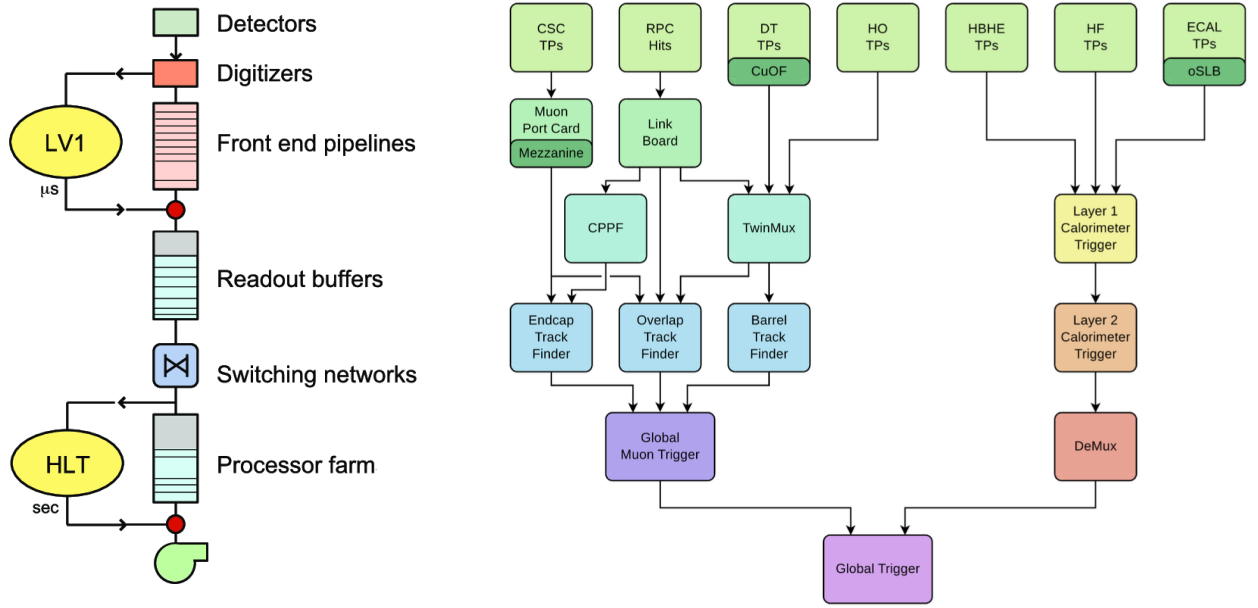 Detectors
Digitizers
LV1
μs
Front end pipelines
Readout buffers
Switching networks
HLT
sec
Processor farm
CSC
TPs
RPC
Hits
DT
TPs
CuOF
HO
TPs
HBHE
TPs
HF
TPs
ECAL
TPs
oSLB
Muon
Port Card
Mezzanine
Link
Board
CPPF
TwinMux
Layer 1
Calorimeter
Trigger
Endcap
Track
Finder
Overlap
Track
Finder
Barrel
Track
Finder
Layer 2
Calorimeter
Trigger
Global
Muon Trigger
DeMux
Global Trigger